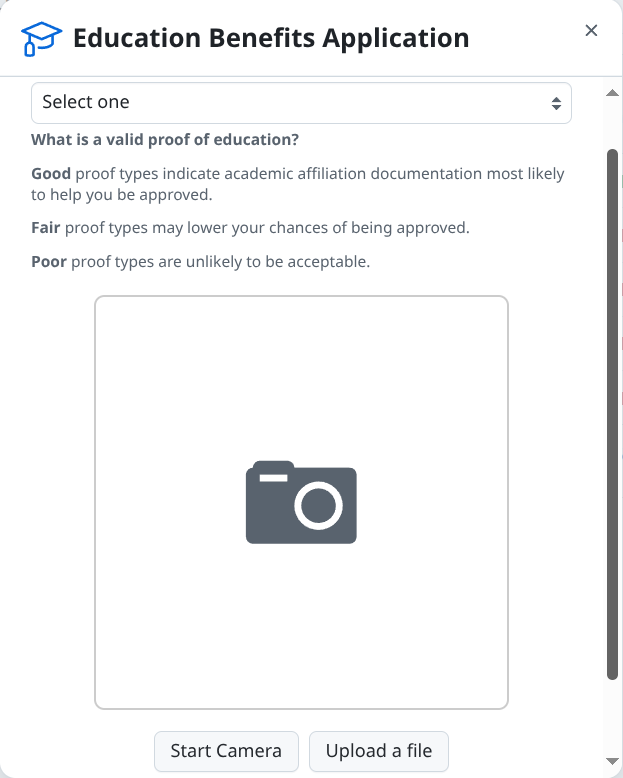 Education Benefits Application
Select one
What is a valid proof of education?
Good proof types indicate academic affiliation documentation most likely
to help you be approved.
Fair proof types may lower your chances of being approved.
Poor proof types are unlikely to be acceptable.
Start Camera
Upload a file